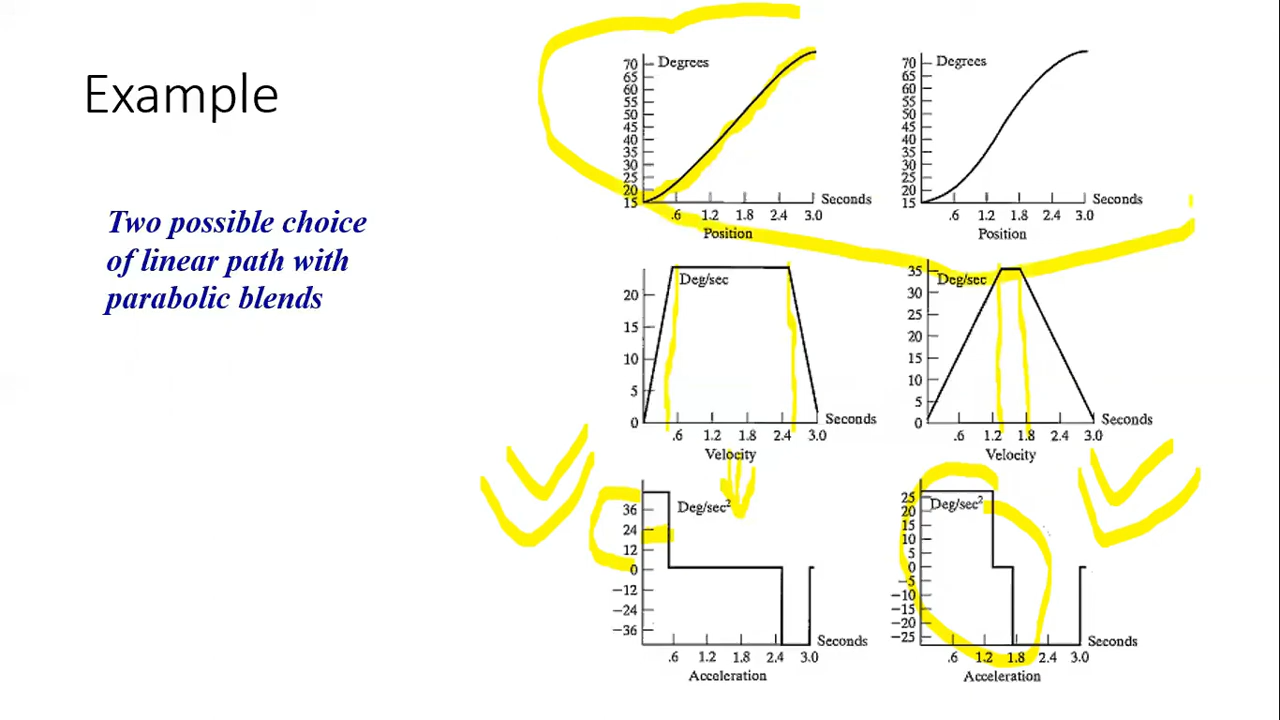 Example
Two possible choice
of linear path with
parabolic blends
Degrees
70
65
60
55
50
45
40
35
30
25
20
15
.6 1.2 1.8 2.4 3.0
Seconds
Position
Degrees
70
65
60
55
50
45
40
35
30
25
20
15
.6 1.2 1.8 2.4 3.0
Seconds
Position
Deg/sec
20
15
10
5
0
.6 1.2 1.8 2.4 3.0
Seconds
Velocity
Deg/sec
35
30
25
20
15
10
5
0
.6 1.2 1.8 2.4 3.0
Seconds
Velocity
Deg/sec²
36
24
12
0
−12
−24
−36
.6 1.2 1.8 2.4 3.0
Seconds
Acceleration
Deg/sec²
25
20
15
10
5
0
−5
−10
−15
−20
−25
.6 1.2 1.8 2.4 3.0
Seconds
Acceleration